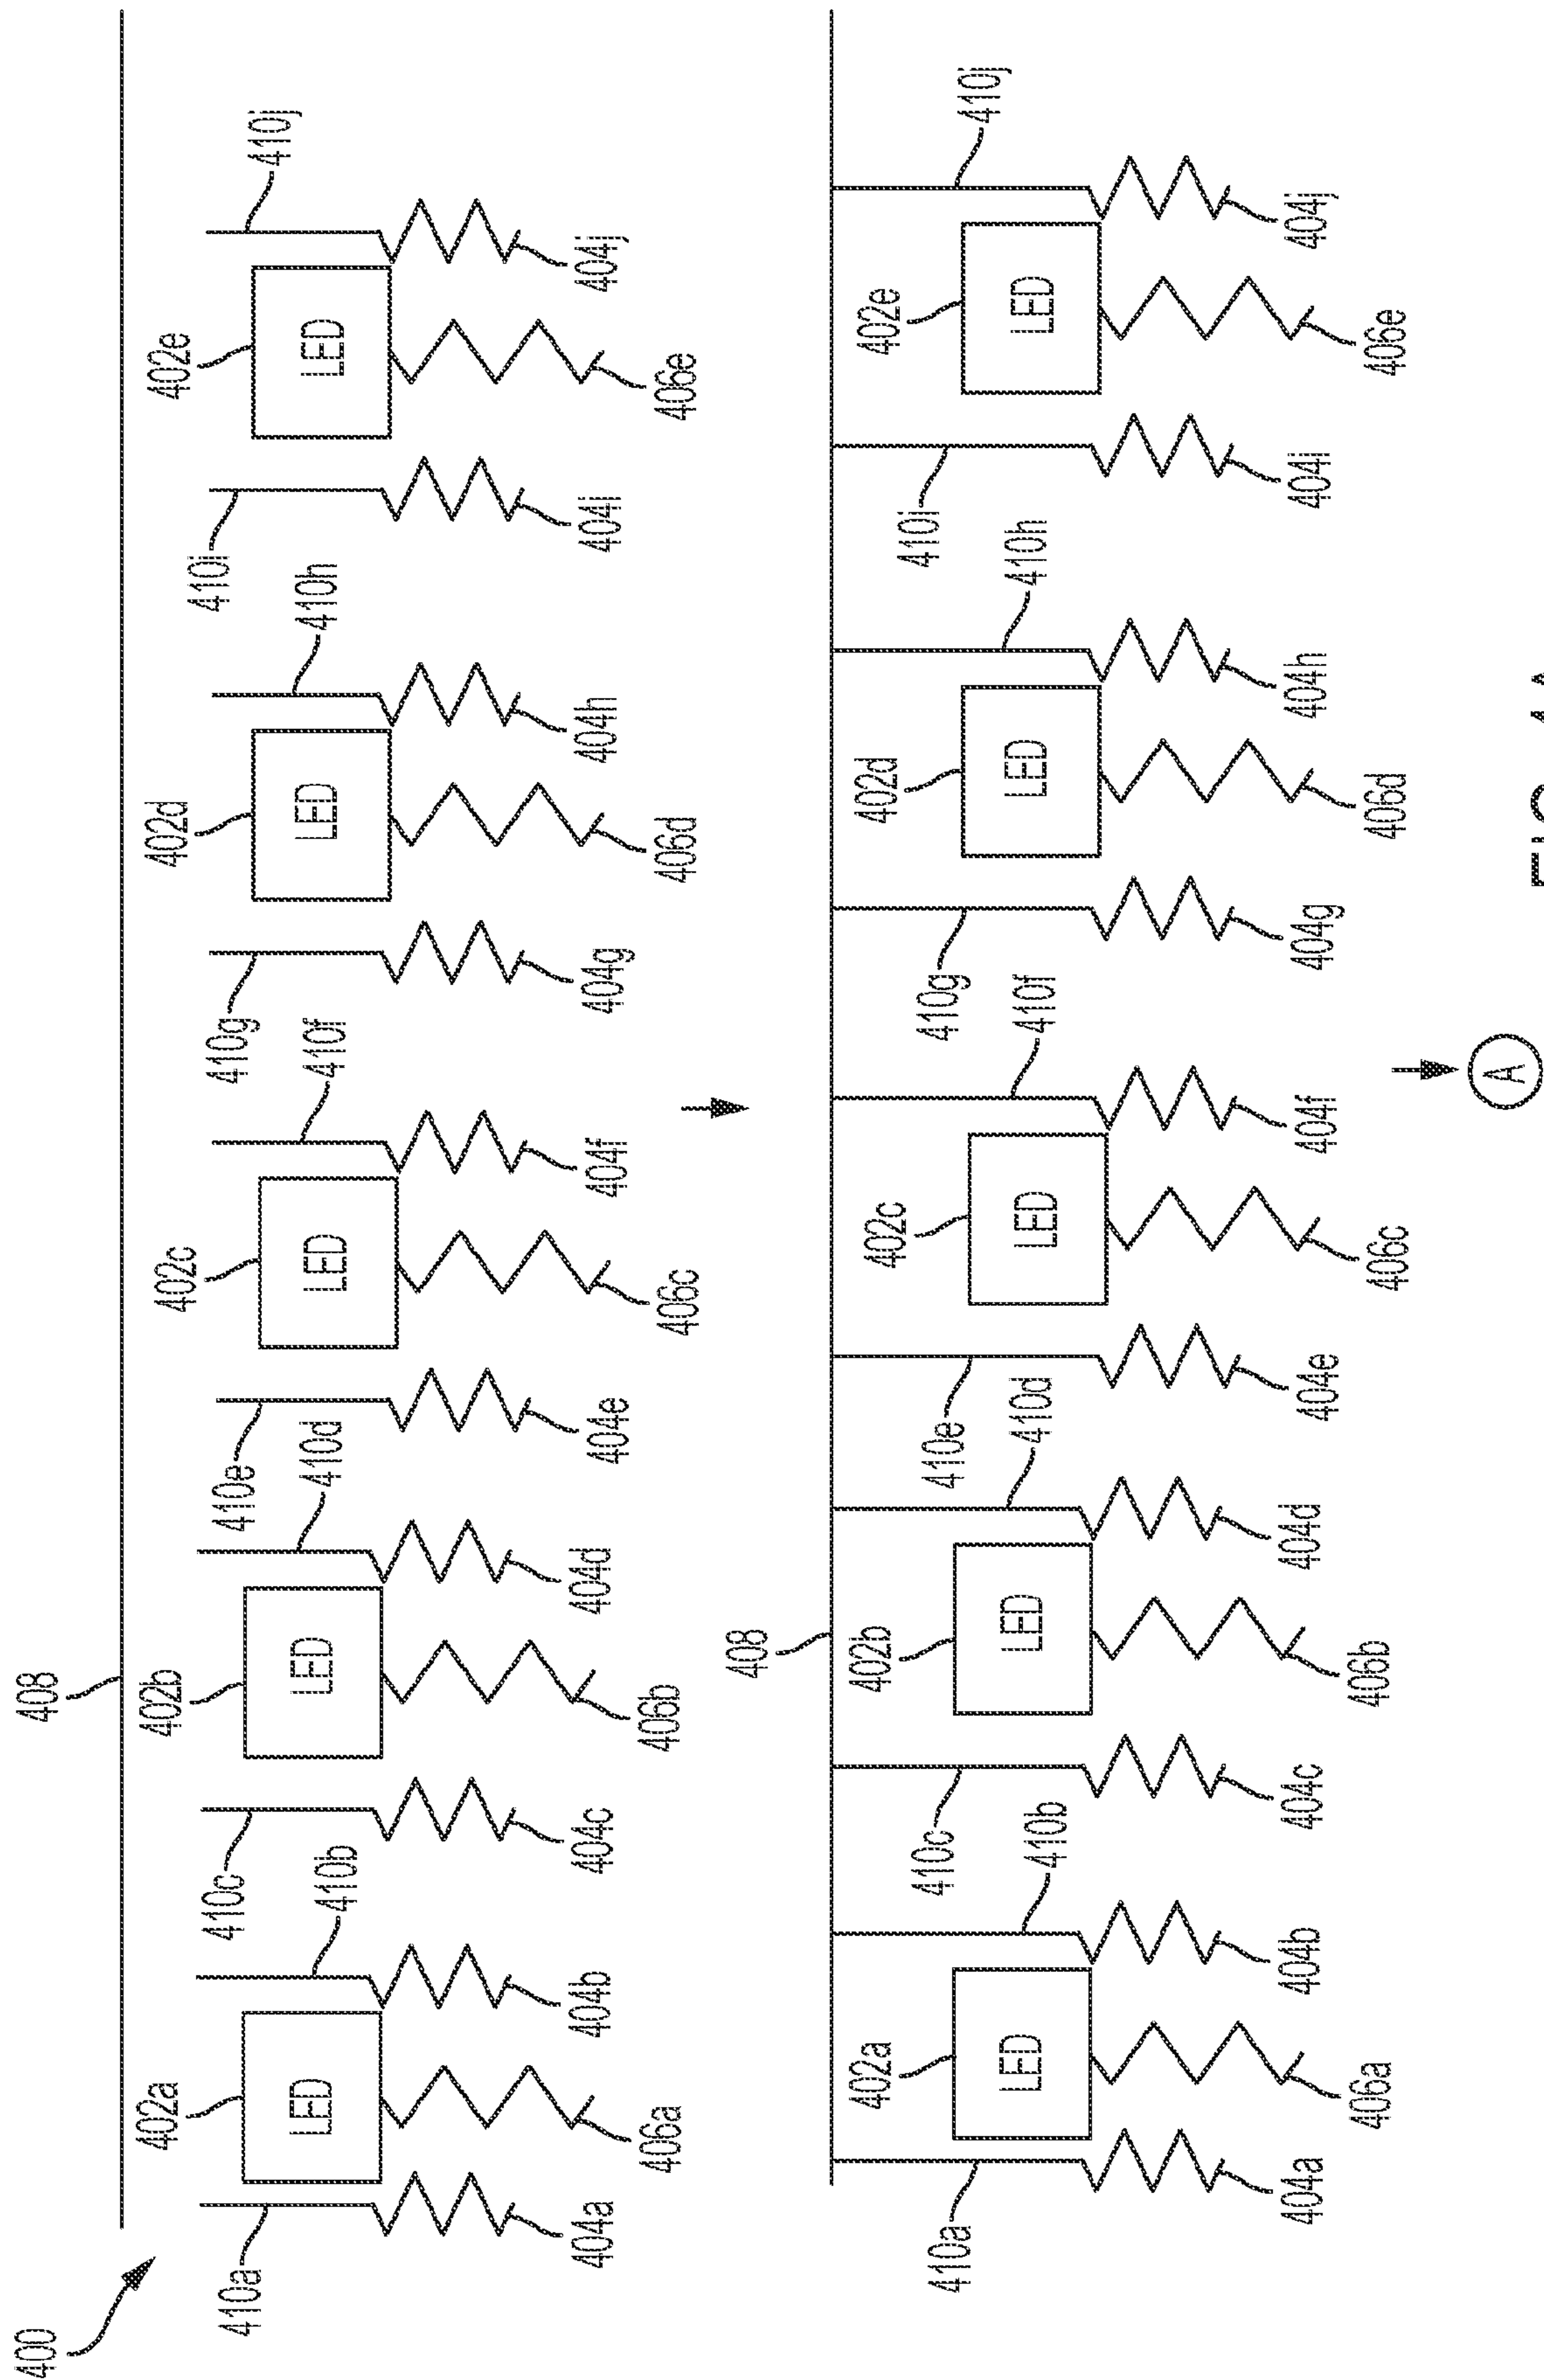 400
408
402a
402b
402c
402d
402e
410a
410c
410e
410g
410i
LED
LED
LED
LED
LED
410b
410d
410f
410h
410j
404a
404b
404c
404d
404e
404f
404g
404h
404i
404j
406a
406b
406c
406d
406e
408
402a
402b
402c
402d
402e
410a
410c
410e
410g
410i
LED
LED
LED
LED
LED
410b
410d
410f
410h
410j
404a
404b
404c
404d
404e
404f
404g
404h
404i
404j
406a
406b
406c
406d
406e
A
FIG. 4A